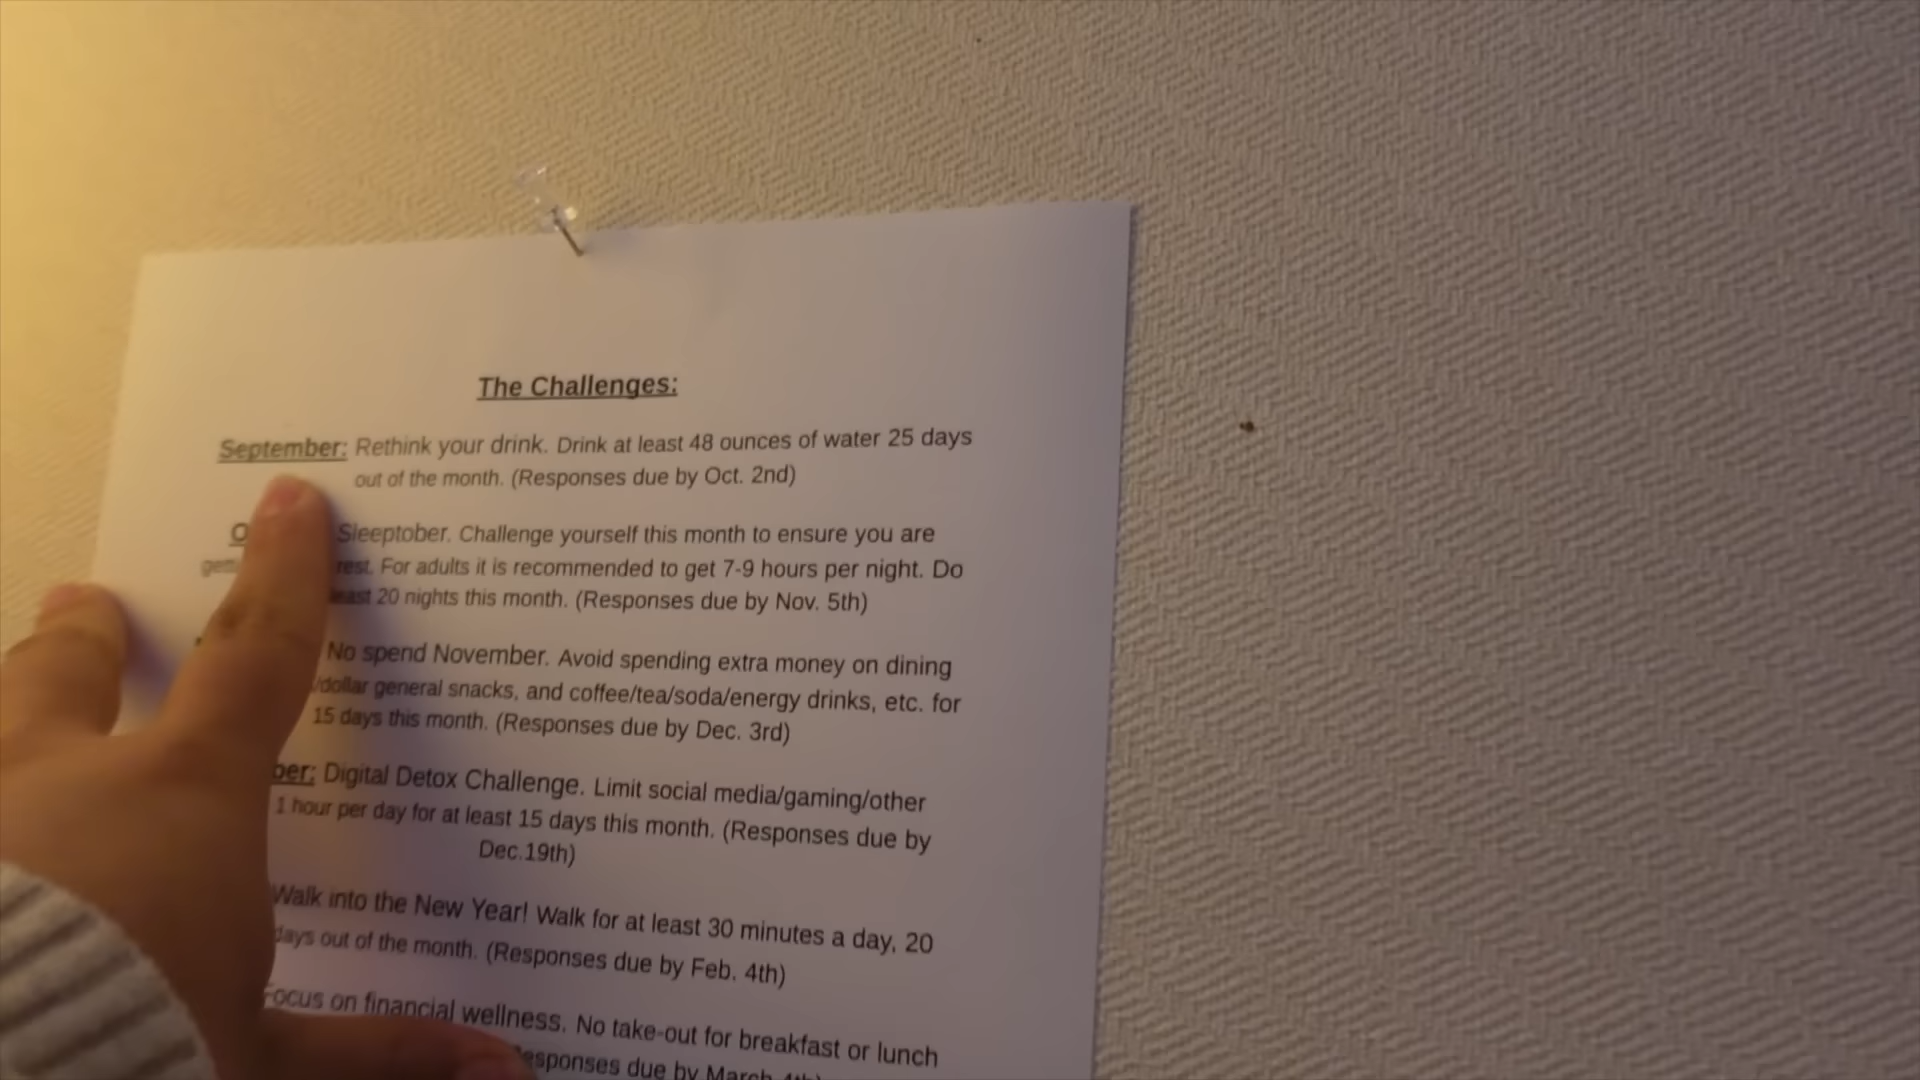 The Challenges:
September: Rethink your drink. Drink at least 48 ounces of water 25 days
out of the month. (Responses due by Oct. 2nd)
Sleeptober. Challenge yourself this month to ensure you are
rest. For adults it is recommended to get 7-9 hours per night. Do
least 20 nights this month. (Responses due by Nov. 5th)
No spend November. Avoid spending extra money on dining
/dollar general snacks, and coffee/tea/soda/energy drinks, etc. for
15 days this month. (Responses due by Dec. 3rd)
ber: Digital Detox Challenge. Limit social media/gaming/other
1 hour per day for at least 15 days this month. (Responses due by
Dec.19th)
Walk into the New Year! Walk for at least 30 minutes a day, 20
days out of the month. (Responses due by Feb. 4th)
Focus on financial wellness. No take-out for breakfast or lunch
esponses due by March 4th)